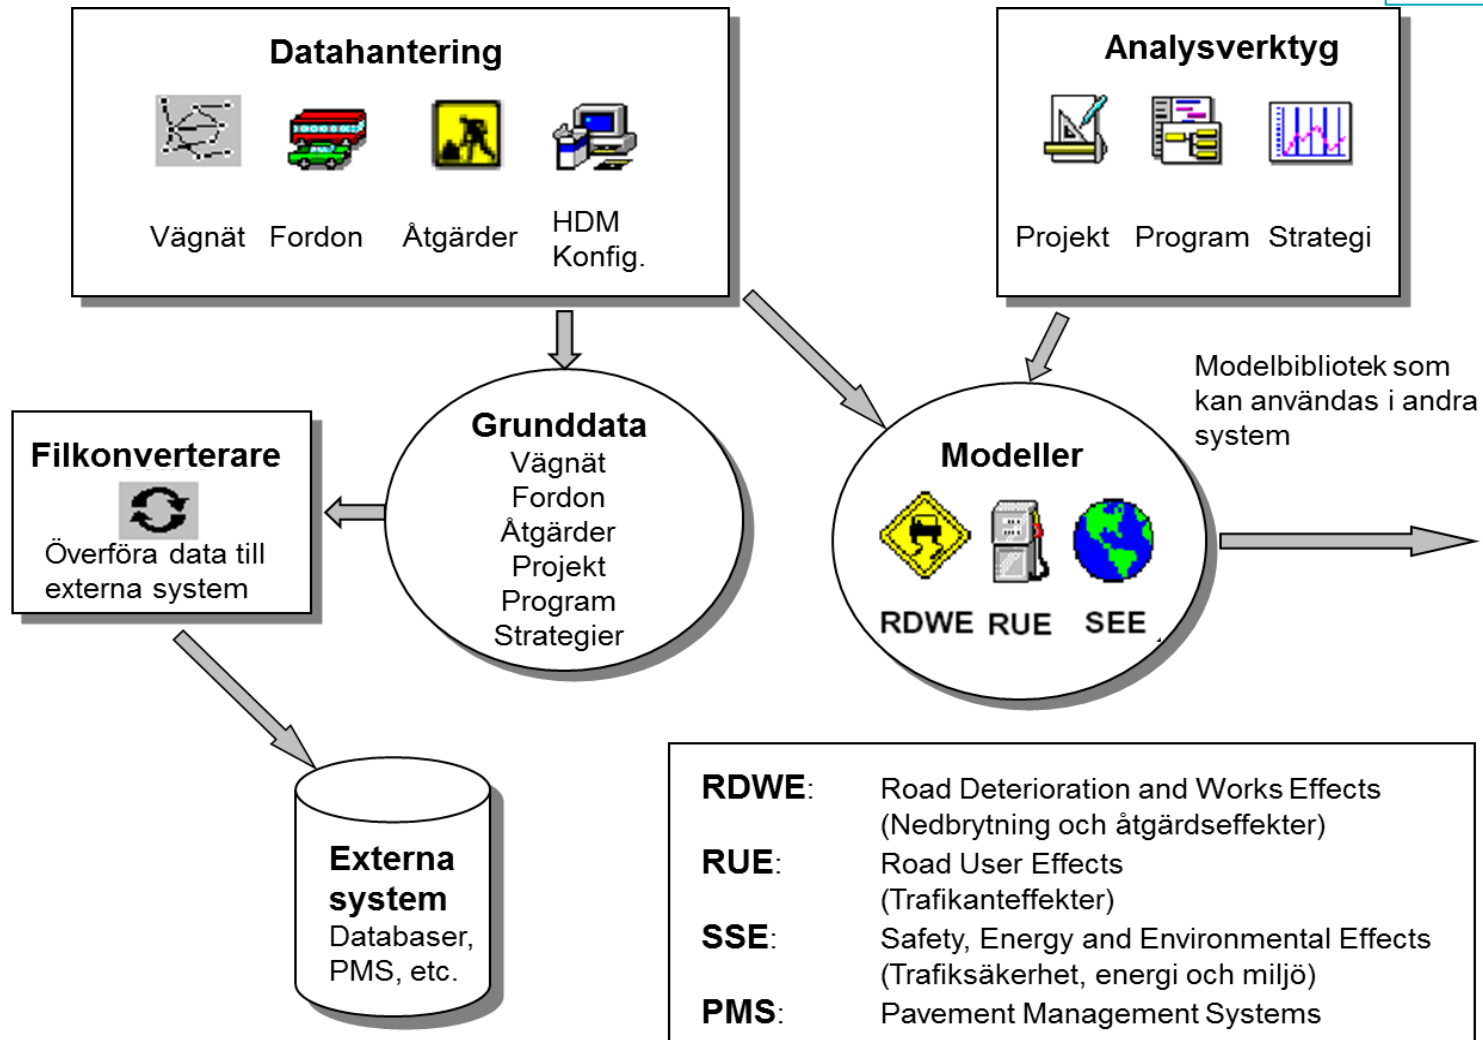 Datahantering
Vägnät Fordon Åtgärder HDM
Konfig.
Analysverktyg
Projekt Program Strategi
Modelbibliotek som
kan användas i andra
system
Filkonverterare
Överföra data till
externa system
Grunddata
Vägnät
Fordon
Åtgärder
Projekt
Program
Strategier
Modeller
RDWE RUE SEE
Externa
system
Databaser,
PMS, etc.
RDWE: Road Deterioration and Works Effects
(Nedbrytning och åtgärdseffekter)
RUE: Road User Effects
(Trafikanteffekter)
SSE: Safety, Energy and Environmental Effects
(Trafiksäkerhet, energi och miljö)
PMS: Pavement Management Systems